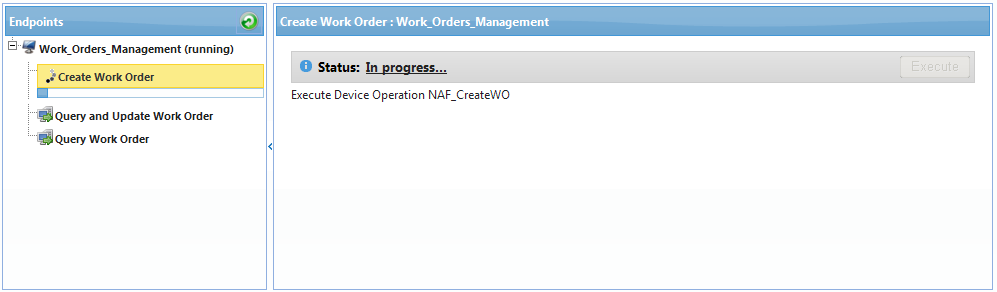 Endpoints
Work_Orders_Management (running)
Create Work Order
Query and Update Work Order
Query Work Order
Create Work Order : Work_Orders_Management
Status: In progress... Execute
Execute Device Operation NAF_CreateWO